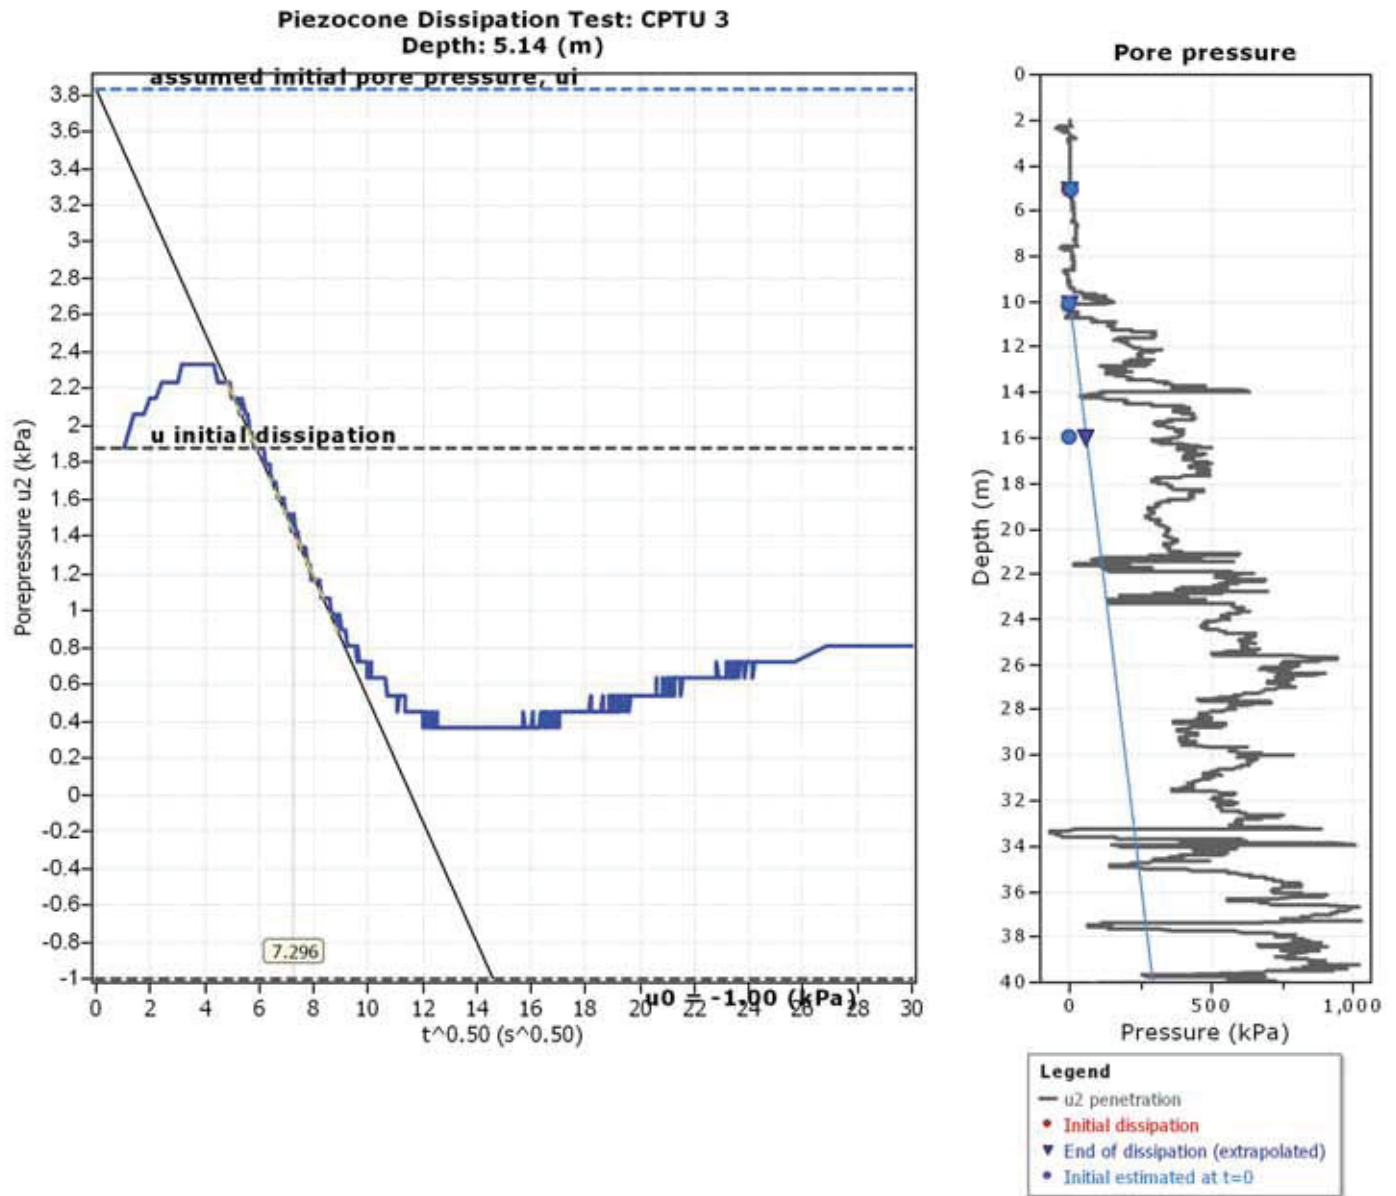 Piezocone Dissipation Test: CPTU 3
Depth: 5.14 (m)
assumed initial pore pressure, ui
3.8
3.6
3.4
3.2
3
2.8
2.6
2.4
2.2
2
1.8
1.6
1.4
1.2
1
0.8
0.6
0.4
0.2
0
-0.2
-0.4
-0.6
-0.8
-1
Porepressure u2 (kPa)
u initial dissipation
7.296
u0 = -1,00 (kPa)
0 2 4 6 8 10 12 14 16 18 20 22 24 26 28 30
t^0.50 (s^0.50)
Pore pressure
0
2
4
6
8
10
12
14
16
18
20
22
24
26
28
30
32
34
36
38
40
Depth (m)
0 500 1,000
Pressure (kPa)
Legend
u2 penetration
Initial dissipation
End of dissipation (extrapolated)
Initial estimated at t=0